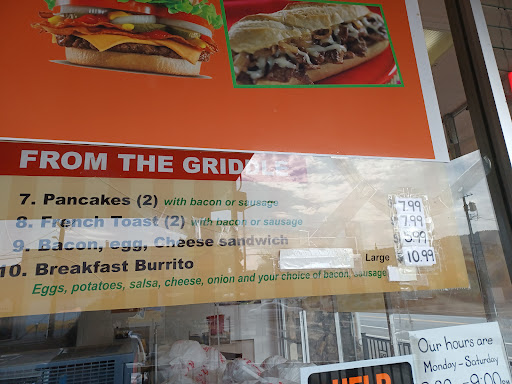 FROM THE GRIDDLE
7. Pancakes (2) with bacon or sausage 7.99
8. French Toast (2) with bacon or sausage 7.99
9. Bacon, egg, Cheese sandwich 5.99
10. Breakfast Burrito Large 10.99
Eggs, potatoes, salsa, cheese, onion and your choice of bacon, sausage
Our hours are
Monday - Saturday
9:00
HELP